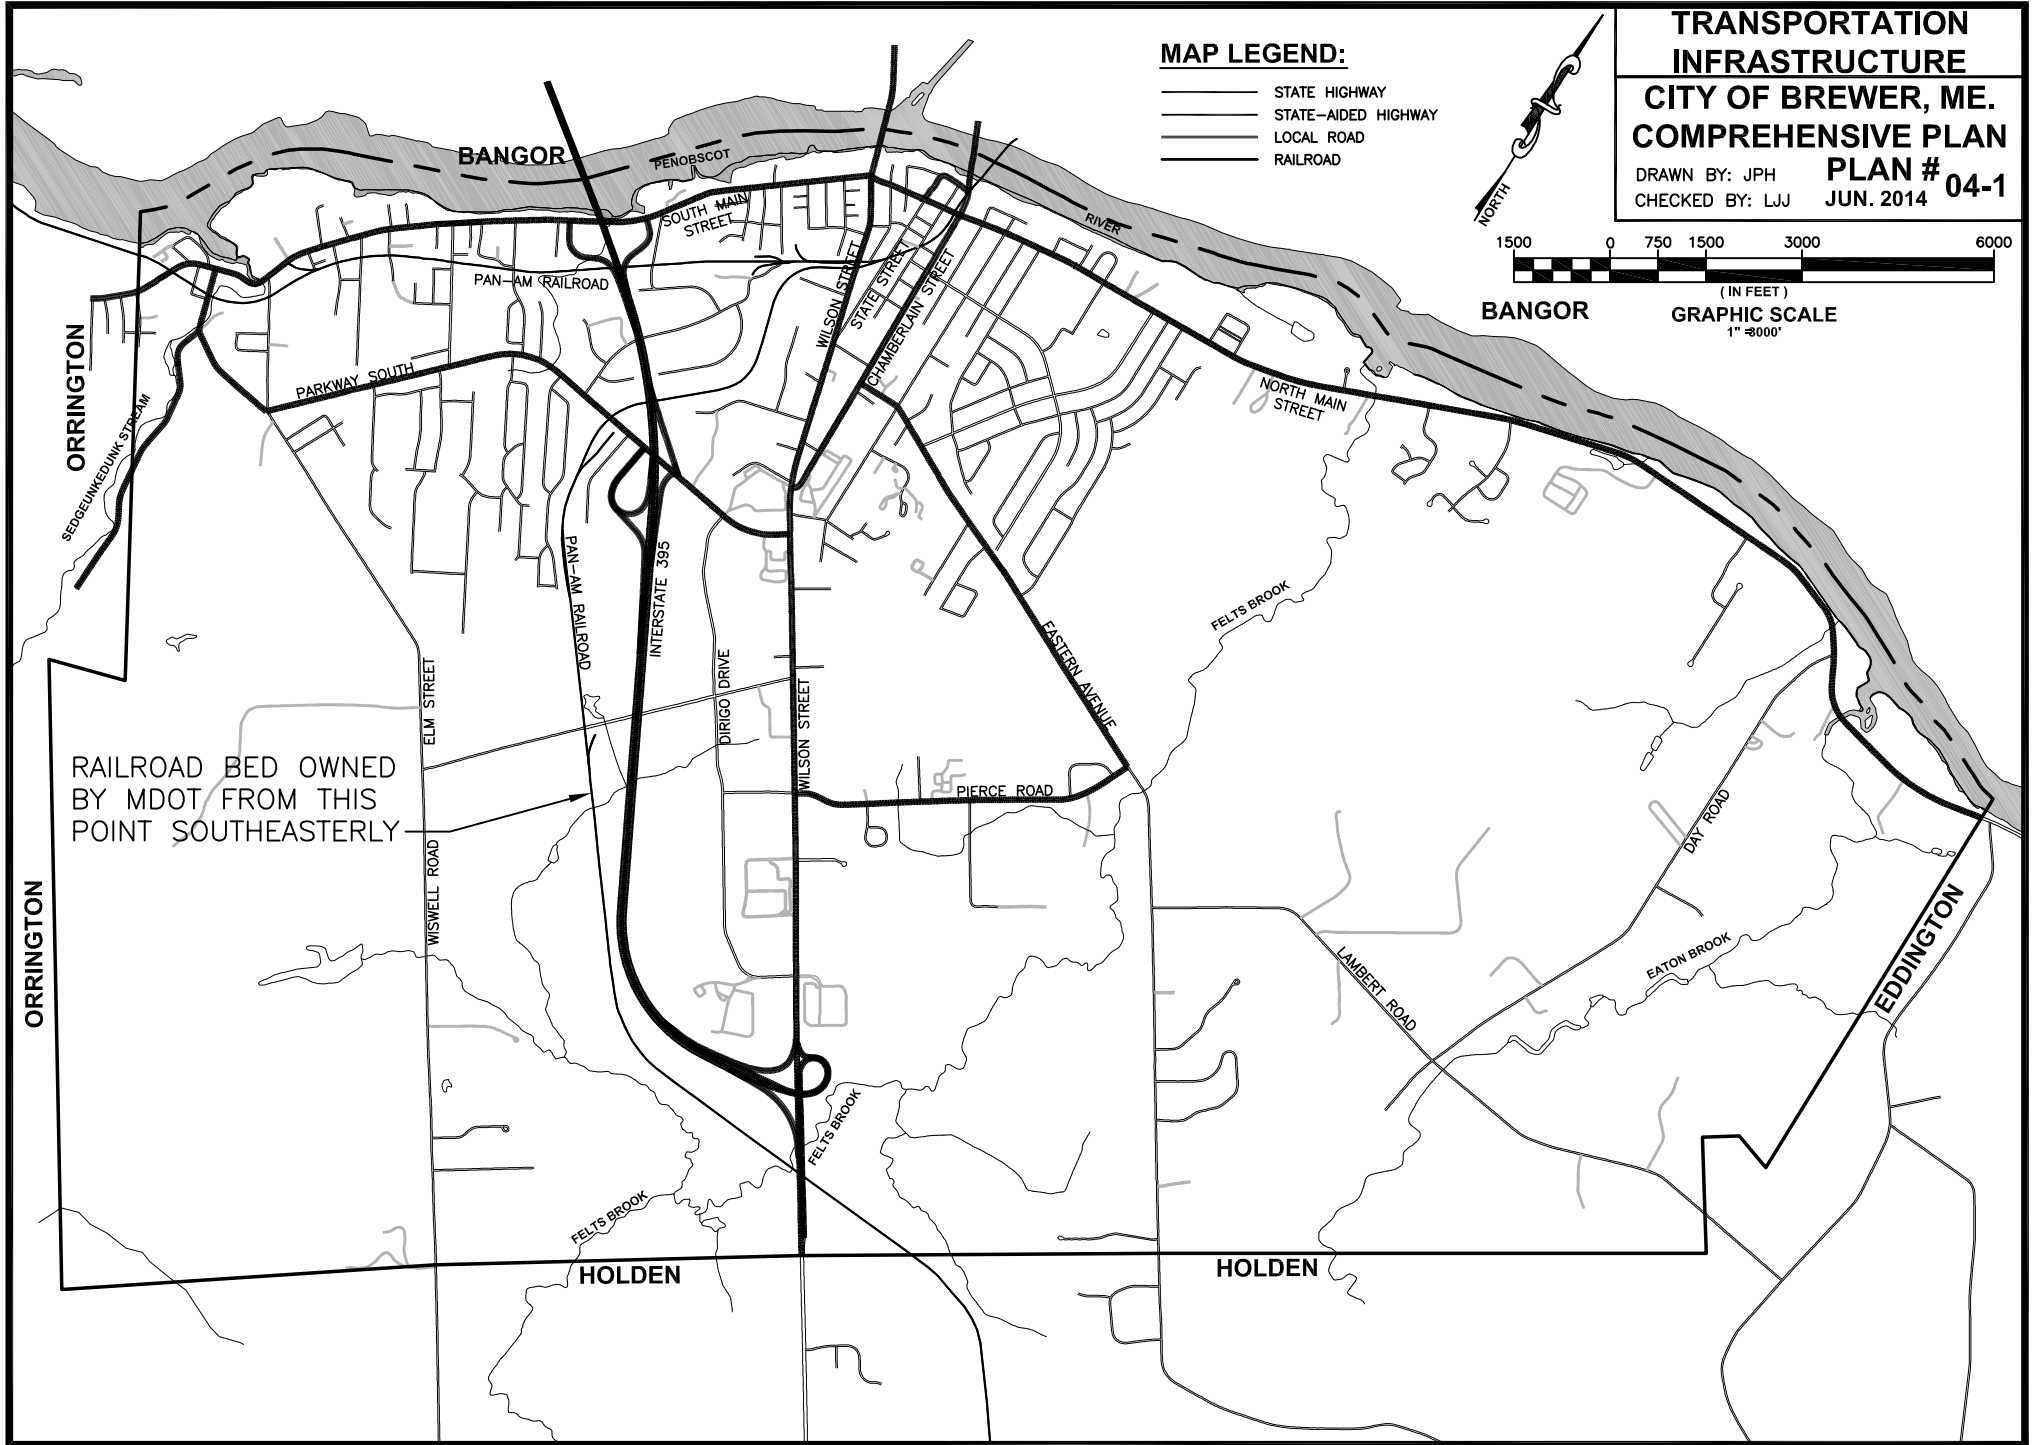 TRANSPORTATION
INFRASTRUCTURE
CITY OF BREWER, ME.
COMPREHENSIVE PLAN
DRAWN BY: JPH
PLAN # 04-1
CHECKED BY: LJJ
JUN. 2014
MAP LEGEND:
STATE HIGHWAY
STATE-AIDED HIGHWAY
LOCAL ROAD
RAILROAD
NORTH
1500 0 750 1500 3000 6000
( IN FEET )
GRAPHIC SCALE
1" =3000'
BANGOR
BANGOR
PENOBSCOT
RIVER
SOUTH MAIN
STREET
PAN-AM RAILROAD
WILSON STREET
STATE STREET
CHAMBERLAIN STREET
NORTH MAIN
STREET
ORRINGTON
PARKWAY SOUTH
SEDGEUNKEDUNK STREAM
PAN-AM RAILROAD
INTERSTATE 395
DIRIGO DRIVE
WILSON STREET
EASTERN AVENUE
FELTS BROOK
ELM STREET
RAILROAD BED OWNED
BY MDOT FROM THIS
POINT SOUTHEASTERLY
PIERCE ROAD
DAY ROAD
WISWELL ROAD
ORRINGTON
LAMBERT ROAD
EATON BROOK
EDDINGTON
FELTS BROOK
FELTS BROOK
HOLDEN
HOLDEN